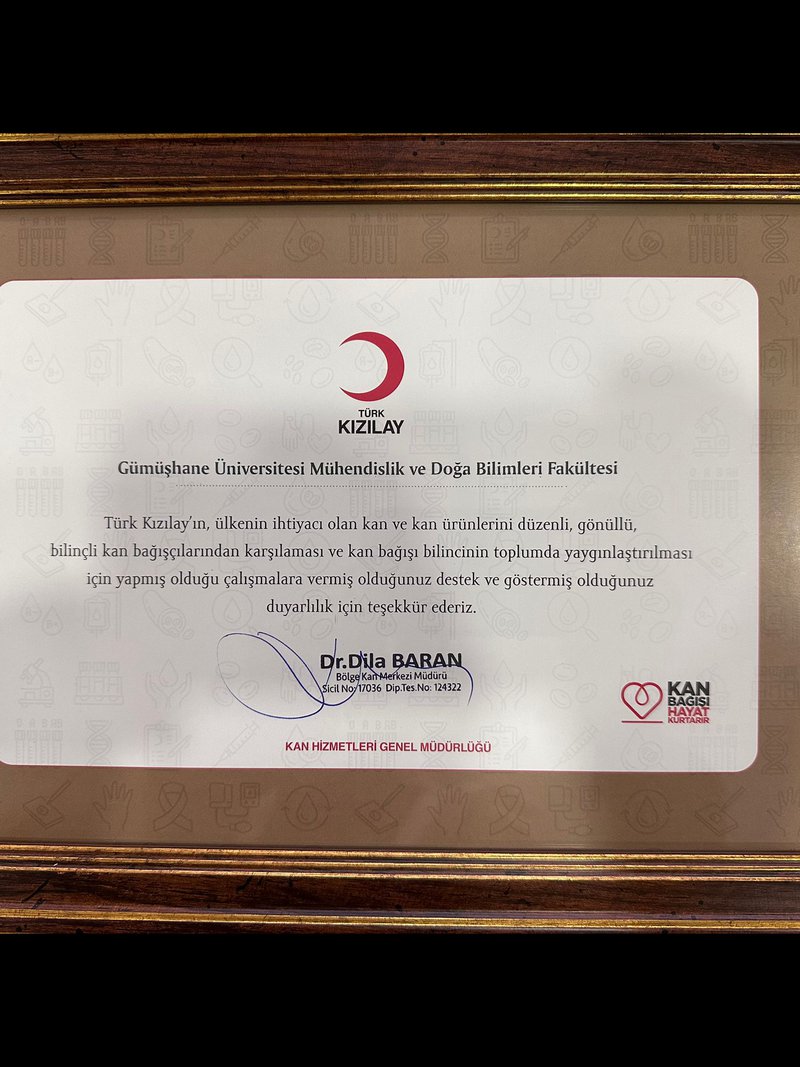 TÜRK
KIZILAY
Gümüşhane Üniversitesi Mühendislik ve Doğa Bilimleri Fakültesi
Türk Kızılay'ın, ülkenin ihtiyacı olan kan ve kan ürünlerini düzenli, gönüllü,
bilinçli kan bağışçılarından karşılaması ve kan bağışı bilincinin toplumda yaygınlaştırılması
için yapmış olduğu çalışmalara vermiş olduğunuz destek ve göstermiş olduğunuz
duyarlılık için teşekkür ederiz.
Dr.Dila BARAN
Bölge Kan Merkezi Müdürü
Sicil No:17036 Dip.Tes.No: 124322
KAN
BAĞIŞI
HAYAT
KURTARIR
KAN HİZMETLERİ GENEL MÜDÜRLÜĞÜ